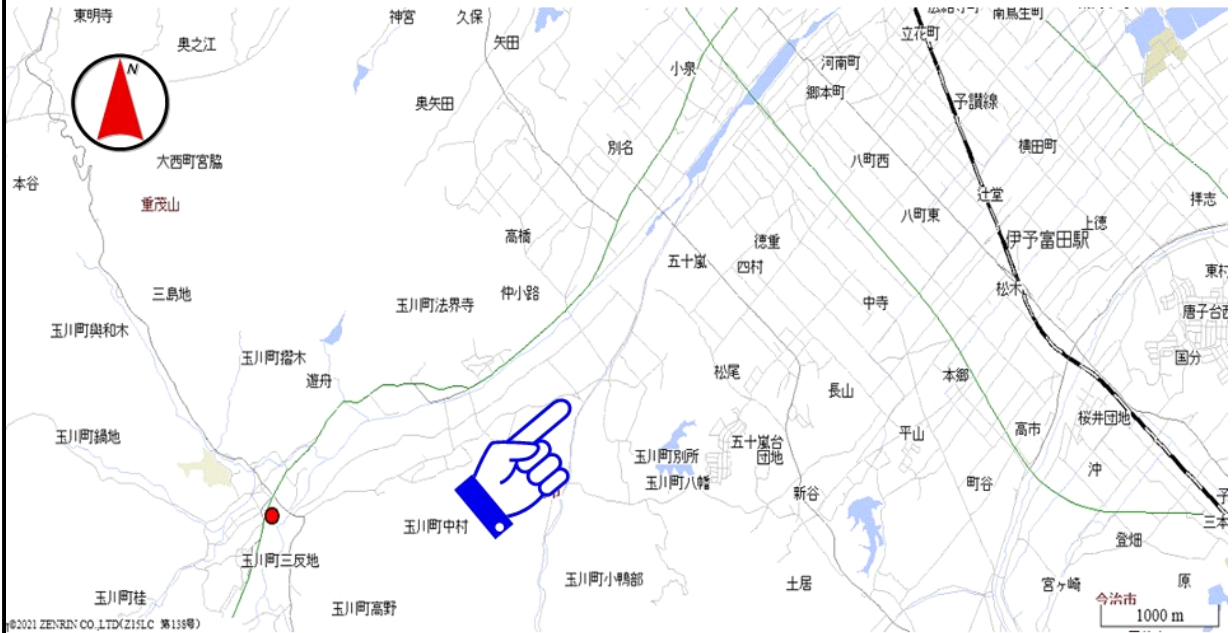 東明寺
神宮
久保
南鳥生町
奥之江
矢田
立花町
N
小泉
河南町
郷本町
予讃線
奥矢田
別名
八町西
横田町
大西町宮脇
本谷
重茂山
辻堂
拝志
高橋
徳重
八町東
上徳
伊予富田駅
五十嵐
四村
東村
三島地
仲小路
玉川町法界寺
中寺
松木
唐子台西
玉川町與和木
玉川町摺木
国分
遊舟
松尾
本郷
長山
桜井団地
玉川町鍋地
五十嵐台
団地
平山
高市
玉川町別所
沖
玉川町八幡
新谷
町谷
玉川町中村
三本
登畑
玉川町三反地
玉川町小鴨部
土居
宮ヶ崎
原
玉川町桂
玉川町高野
今治市
1000 m
©2021 ZENRIN CO.,LTD(Z15LC 第138号)